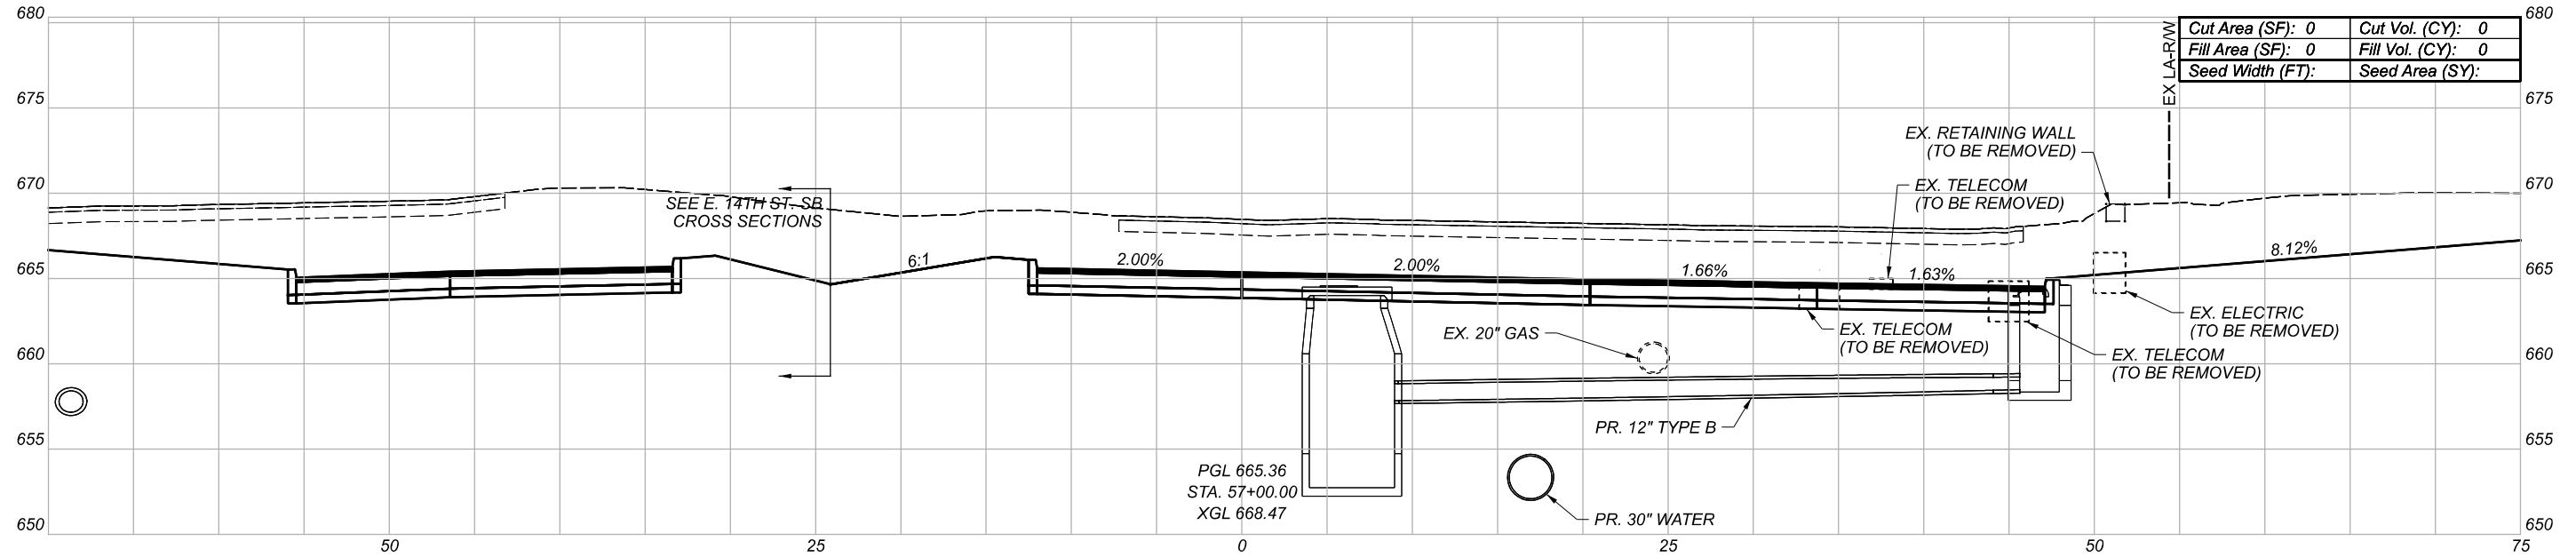 680
680
EX LA-R/W
Cut Area (SF): 0
Cut Vol. (CY): 0
Fill Area (SF): 0
Fill Vol. (CY): 0
Seed Width (FT):
Seed Area (SY):
675
675
EX. RETAINING WALL
(TO BE REMOVED)
670
670
EX. TELECOM
(TO BE REMOVED)
SEE E. 14TH ST. SB
CROSS SECTIONS
8.12%
6:1
2.00%
2.00%
1.66%
1.63%
665
665
EX. ELECTRIC
(TO BE REMOVED)
EX. 20" GAS
EX. TELECOM
(TO BE REMOVED)
EX. TELECOM
(TO BE REMOVED)
660
660
PR. 12" TYPE B
655
655
PGL 665.36
STA. 57+00.00
XGL 668.47
PR. 30" WATER
650
650
50
25
0
25
50
75